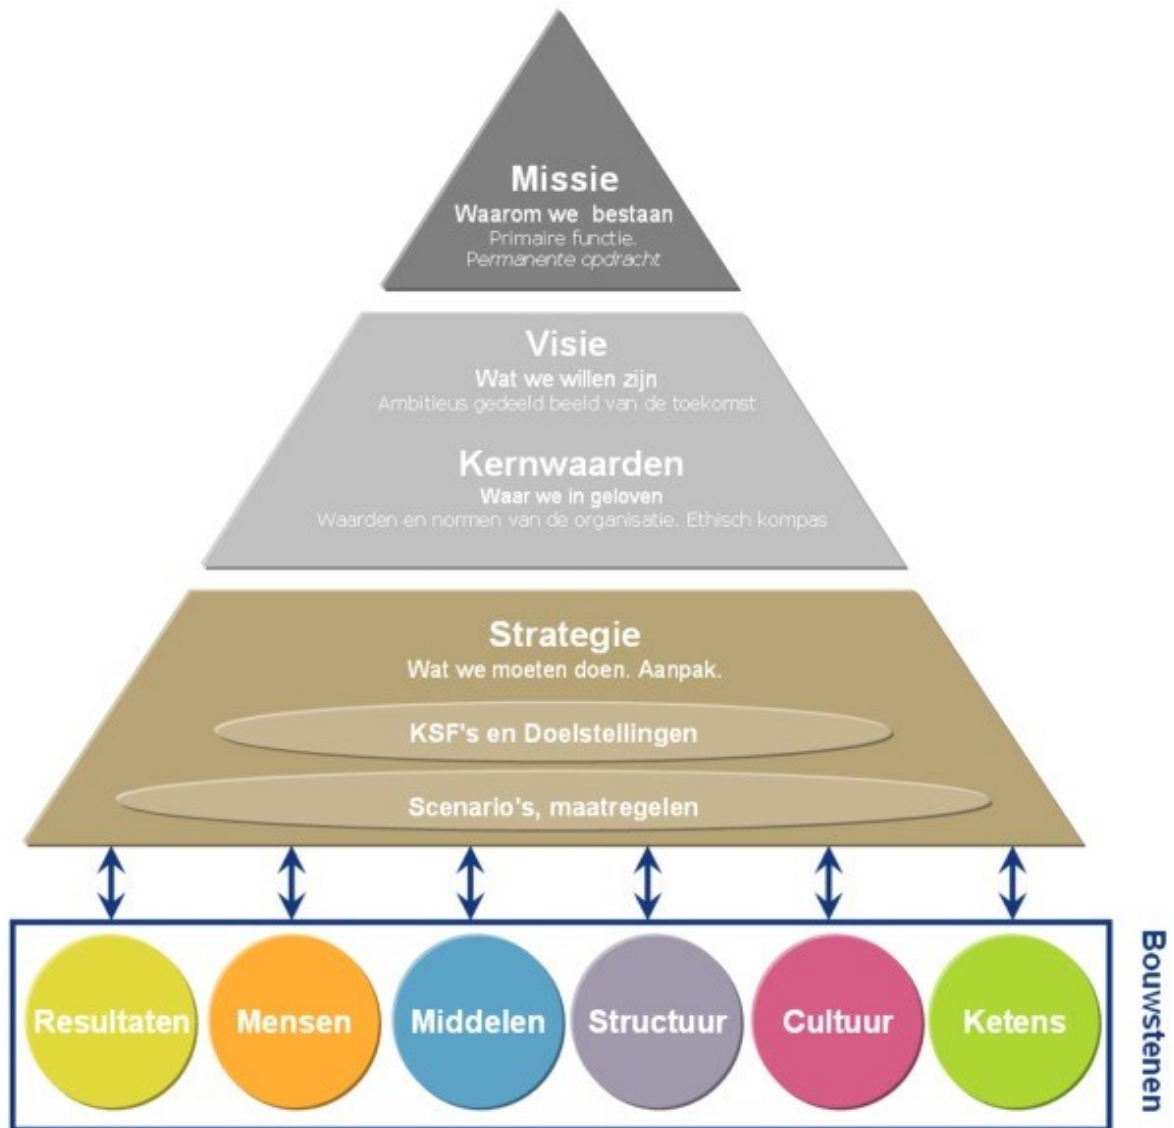 Missie
Waarom we bestaan
Primaire functie.
Permanente opdracht
Visie
Wat we willen zijn
Ambitieus gedeeld beeld van de toekomst
Kernwaarden
Waar we in geloven
Waarden en normen van de organisatie. Ethisch kompas
Strategie
Wat we moeten doen. Aanpak.
KSF's en Doelstellingen
Scenario's, maatregelen
Resultaten
Mensen
Middelen
Structuur
Cultuur
Ketens
Bouwstenen